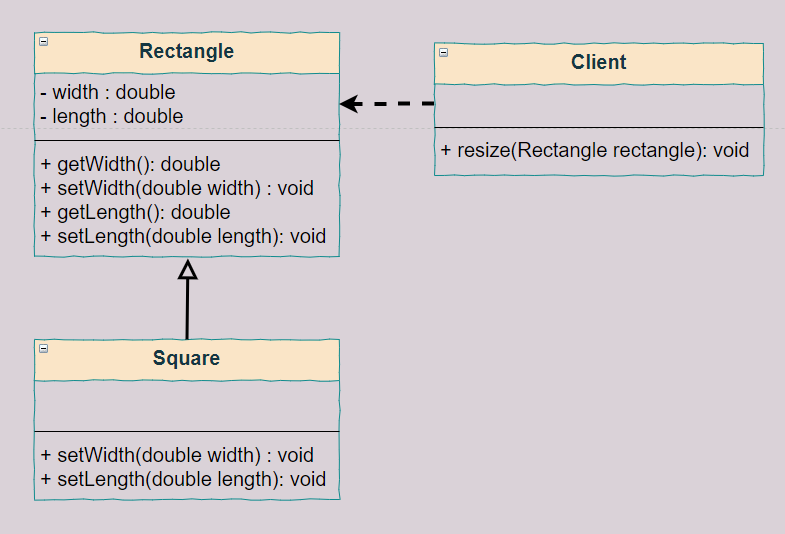 Rectangle
- width : double
- length : double
+ getWidth(): double
+ setWidth(double width) : void
+ getLength(): double
+ setLength(double length): void
Client
+ resize(Rectangle rectangle): void
Square
+ setWidth(double width) : void
+ setLength(double length): void